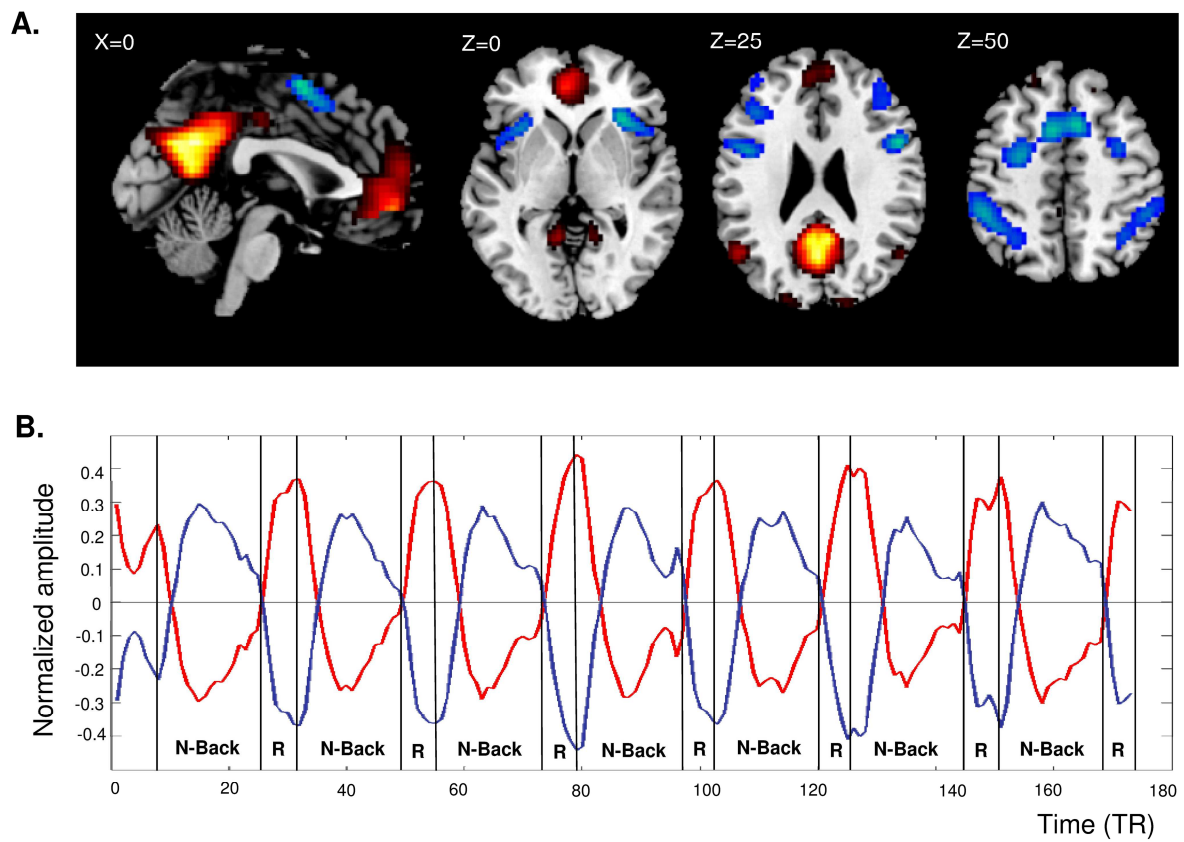 A.
X=0 Z=0 Z=25 Z=50
B.
Normalized amplitude
0.4
0.3
0.2
0.1
0
-0.1
-0.2
-0.3
-0.4
N-Back R N-Back R N-Back R N-Back R N-Back R N-Back R N-Back R
0 20 40 60 80 100 120 140 160 180
Time (TR)